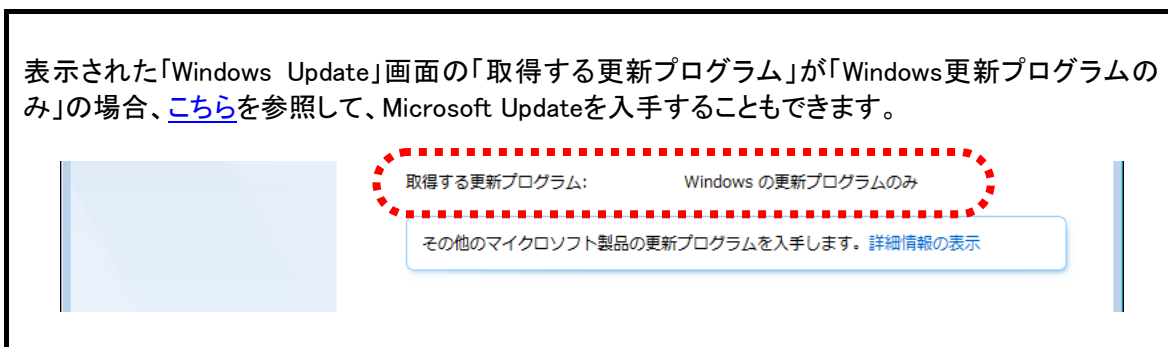 表示された「Windows Update」画面の「取得する更新プログラム」が「Windows更新プログラムの
み」の場合、こちらを参照して、Microsoft Updateを入手することもできます。
取得する更新プログラム: Windows の更新プログラムのみ
その他のマイクロソフト製品の更新プログラムを入手します。詳細情報の表示